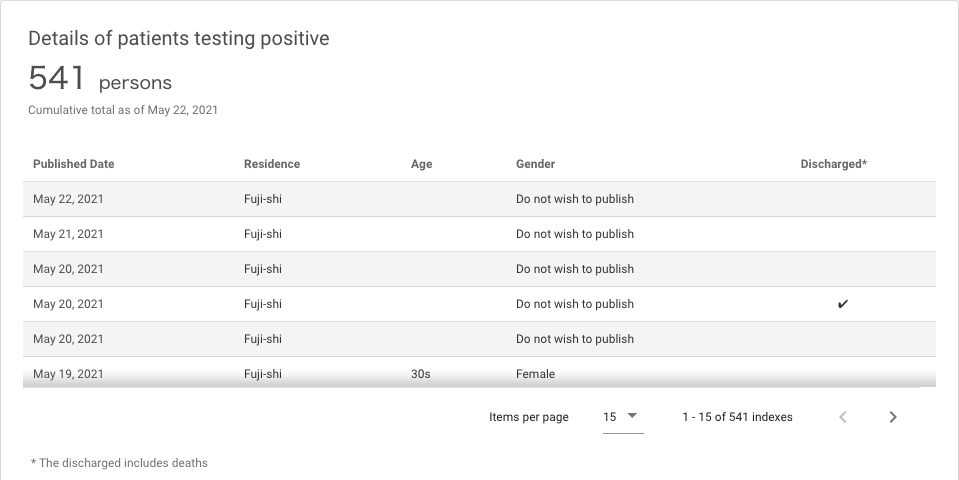 Details of patients testing positive
541 persons
Cumulative total as of May 22, 2021
Published Date Residence Age Gender Discharged*
May 22, 2021 Fuji-shi Do not wish to publish
May 21, 2021 Fuji-shi Do not wish to publish
May 20, 2021 Fuji-shi Do not wish to publish
May 20, 2021 Fuji-shi Do not wish to publish ✔
May 20, 2021 Fuji-shi Do not wish to publish
May 19, 2021 Fuji-shi 30s Female
Items per page 15 1 - 15 of 541 indexes
* The discharged includes deaths